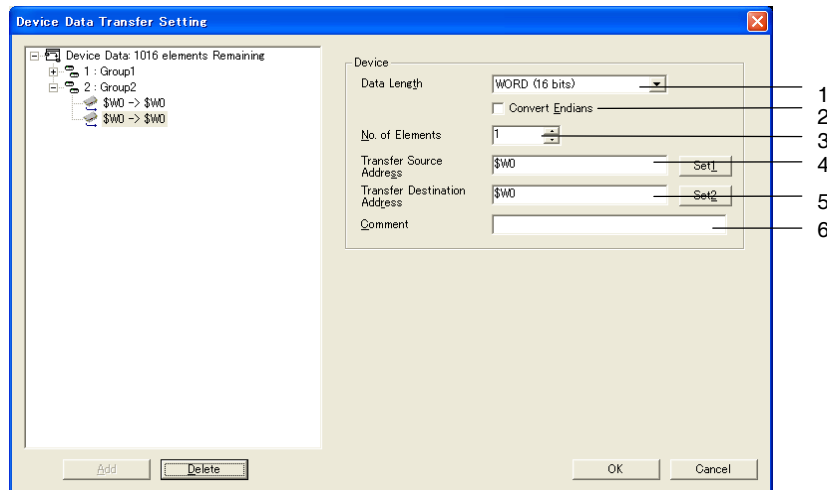 Device Data Transfer Setting
Device Data: 1016 elements Remaining
1 : Group1
2 : Group2
$W0 -> $W0
$W0 -> $W0
Device
Data Length WORD (16 bits) 1
Convert Endians 2
No. of Elements 1 3
Transfer Source Address $W0 Set1 4
Transfer Destination Address $W0 Set2 5
Comment 6
Add Delete OK Cancel